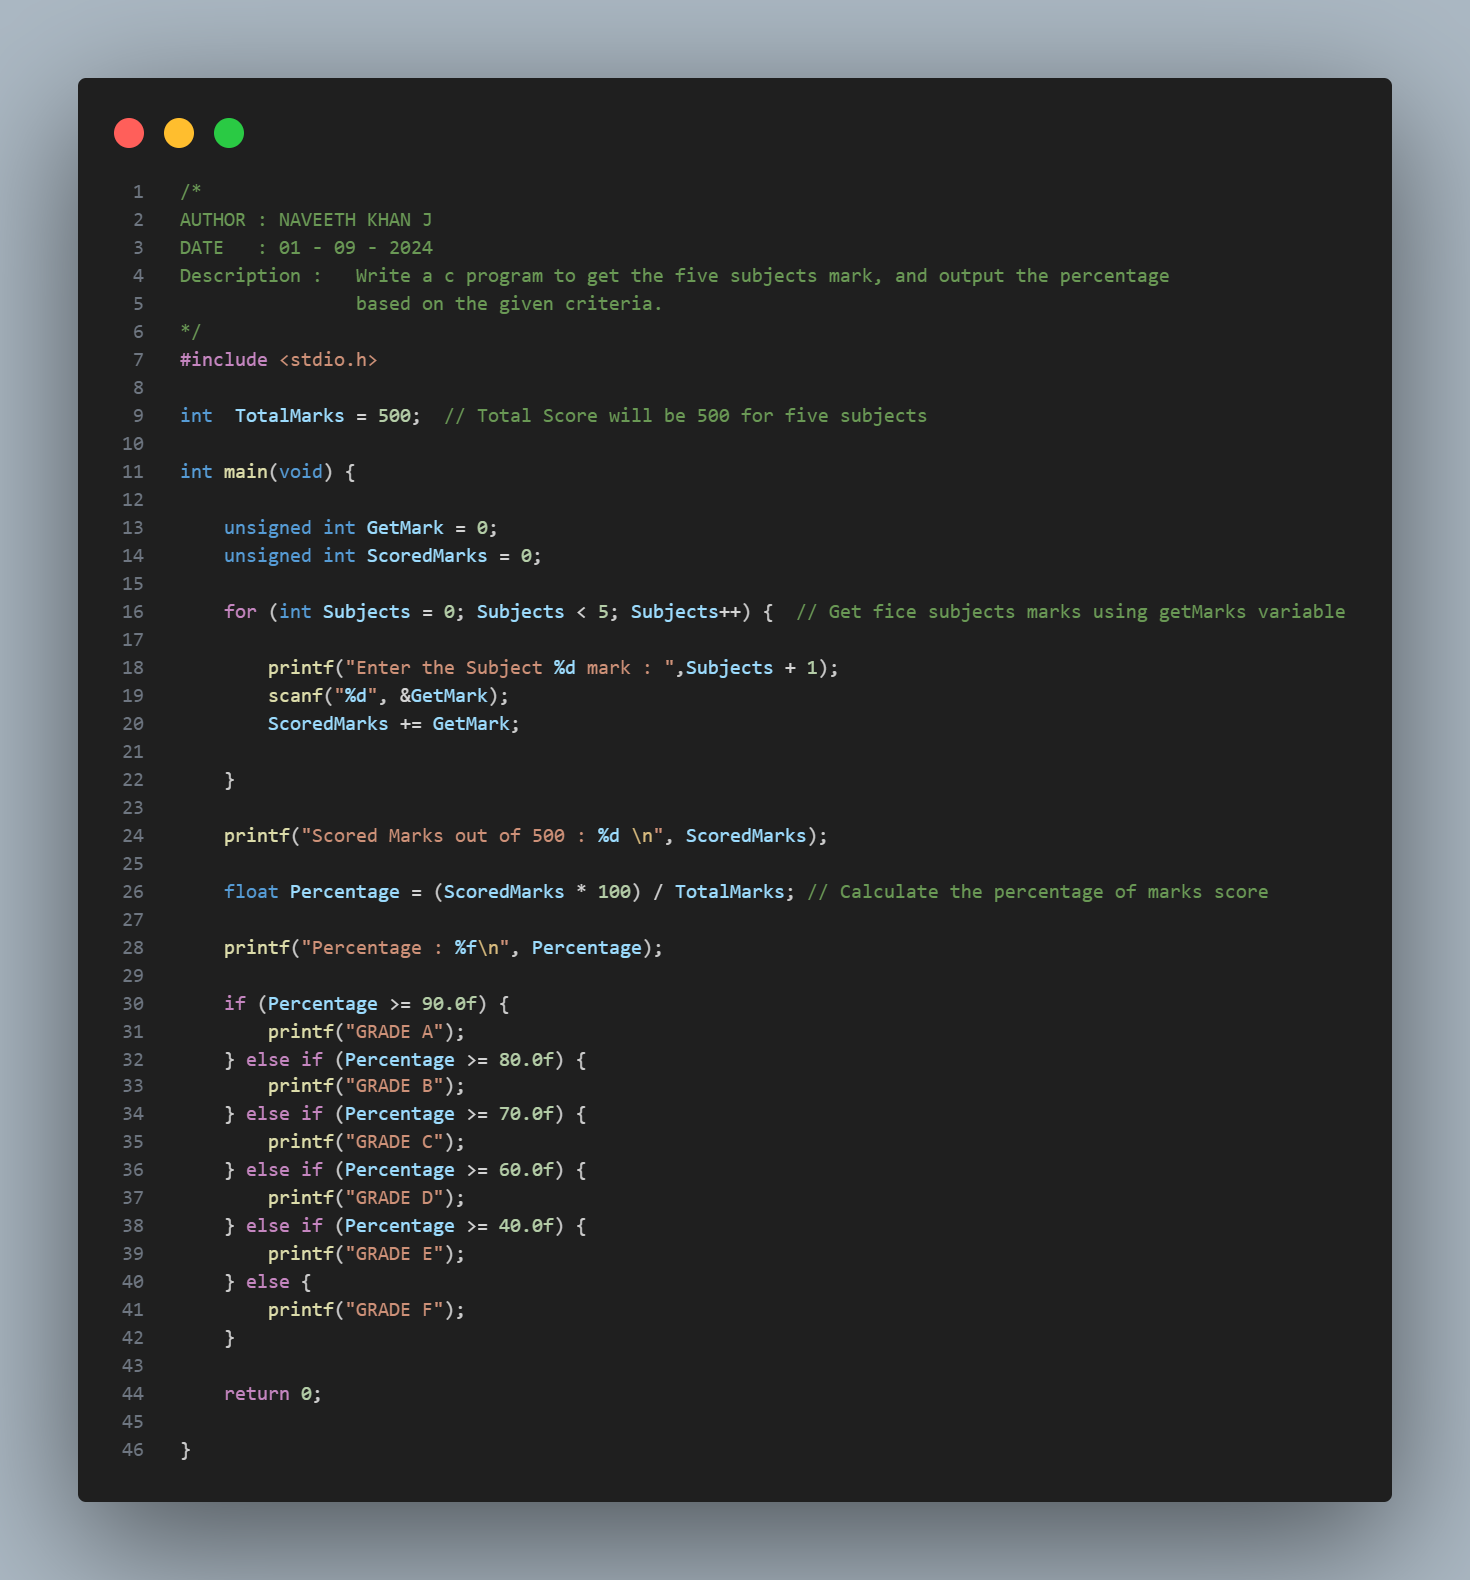 1 /*
2 AUTHOR : NAVEETH KHAN J
3 DATE   : 01 - 09 - 2024
4 Description :   Write a c program to get the five subjects mark, and output the percentage
5                 based on the given criteria.
6 */
7 #include <stdio.h>
8
9 int  TotalMarks = 500;  // Total Score will be 500 for five subjects
10
11 int main(void) {
12
13     unsigned int GetMark = 0;
14     unsigned int ScoredMarks = 0;
15
16     for (int Subjects = 0; Subjects < 5; Subjects++) {  // Get fice subjects marks using getMarks variable
17
18         printf("Enter the Subject %d mark : ",Subjects + 1);
19         scanf("%d", &GetMark);
20         ScoredMarks += GetMark;
21
22     }
23
24     printf("Scored Marks out of 500 : %d \n", ScoredMarks);
25
26     float Percentage = (ScoredMarks * 100) / TotalMarks; // Calculate the percentage of marks score
27
28     printf("Percentage : %f\n", Percentage);
29
30     if (Percentage >= 90.0f) {
31         printf("GRADE A");
32     } else if (Percentage >= 80.0f) {
33         printf("GRADE B");
34     } else if (Percentage >= 70.0f) {
35         printf("GRADE C");
36     } else if (Percentage >= 60.0f) {
37         printf("GRADE D");
38     } else if (Percentage >= 40.0f) {
39         printf("GRADE E");
40     } else {
41         printf("GRADE F");
42     }
43
44     return 0;
45
46 }